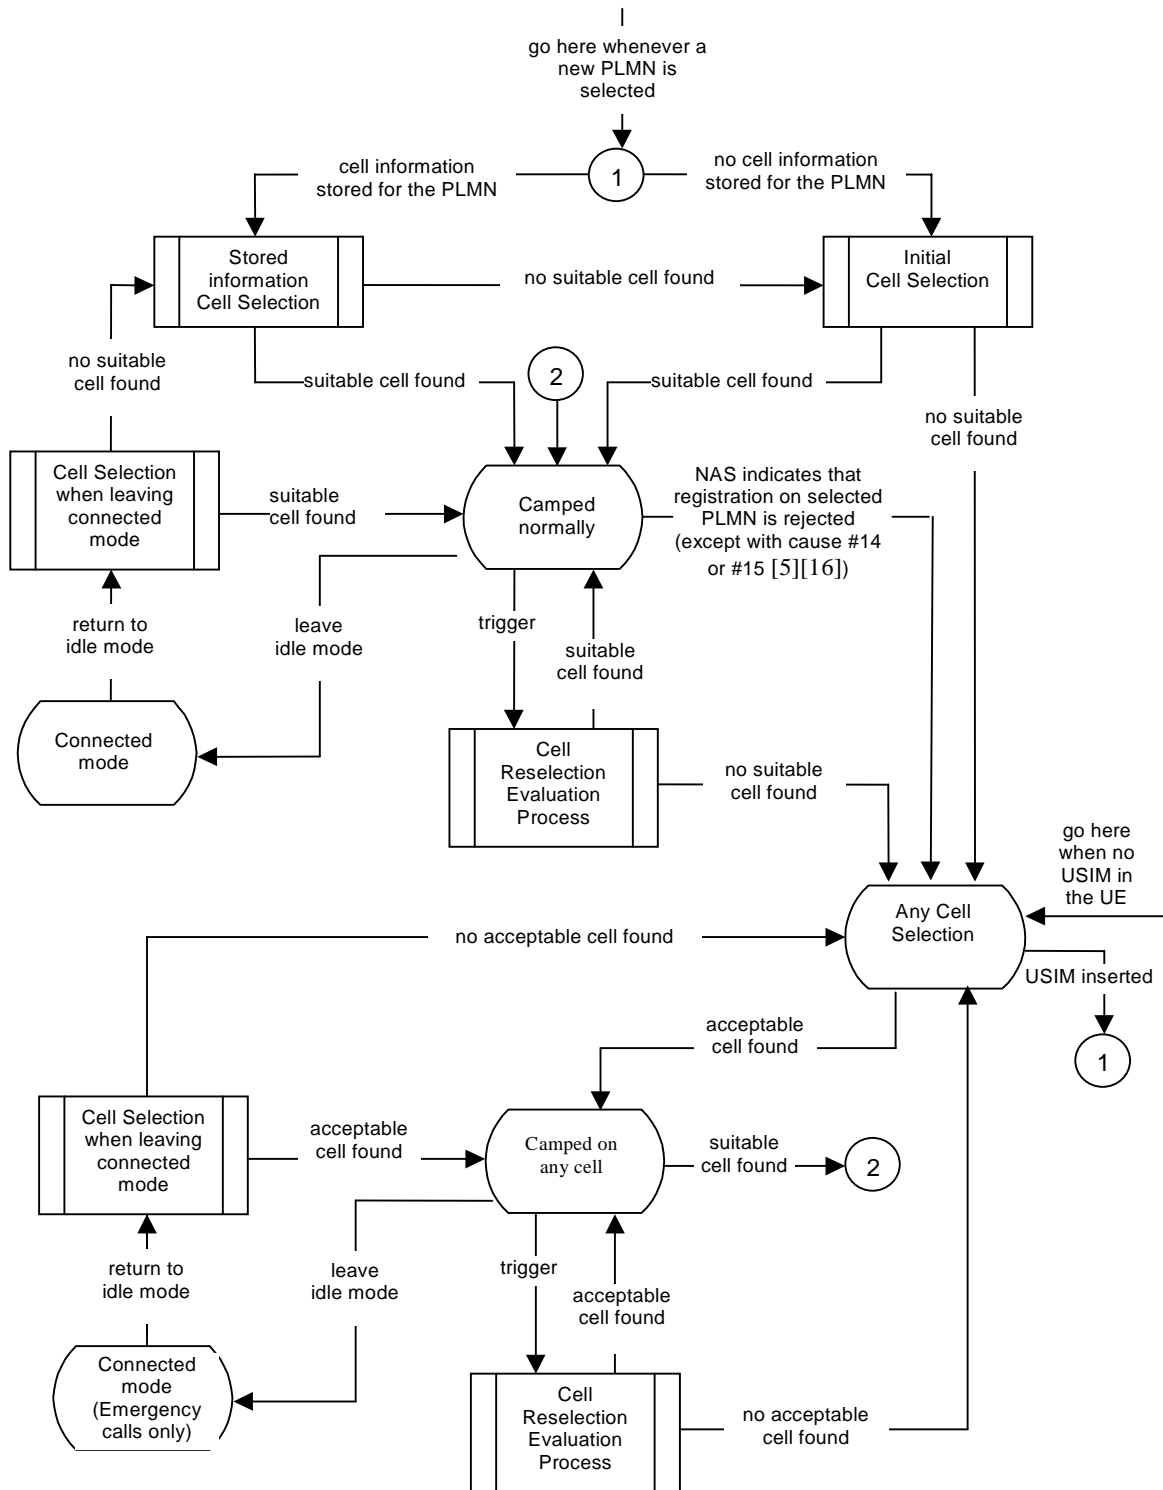 go here whenever a
new PLMN is
selected
1
cell information
stored for the PLMN
no cell information
stored for the PLMN
Stored
information
Cell Selection
no suitable cell found
Initial
Cell Selection
no suitable
cell found
suitable cell found
2
suitable cell found
no suitable
cell found
Cell Selection
when leaving
connected
mode
suitable
cell found
Camped
normally
NAS indicates that
registration on selected
PLMN is rejected
(except with cause #14
or #15 [5][16])
return to
idle mode
leave
idle mode
trigger
suitable
cell found
Connected
mode
Cell
Reselection
Evaluation
Process
no suitable
cell found
go here
when no
USIM in
the UE
Any Cell
Selection
no acceptable cell found
USIM inserted
1
acceptable
cell found
Cell Selection
when leaving
connected
mode
acceptable
cell found
Camped on
any cell
suitable
cell found
2
return to
idle mode
leave
idle mode
trigger
acceptable
cell found
Connected
mode
(Emergency
calls only)
Cell
Reselection
Evaluation
Process
no acceptable
cell found